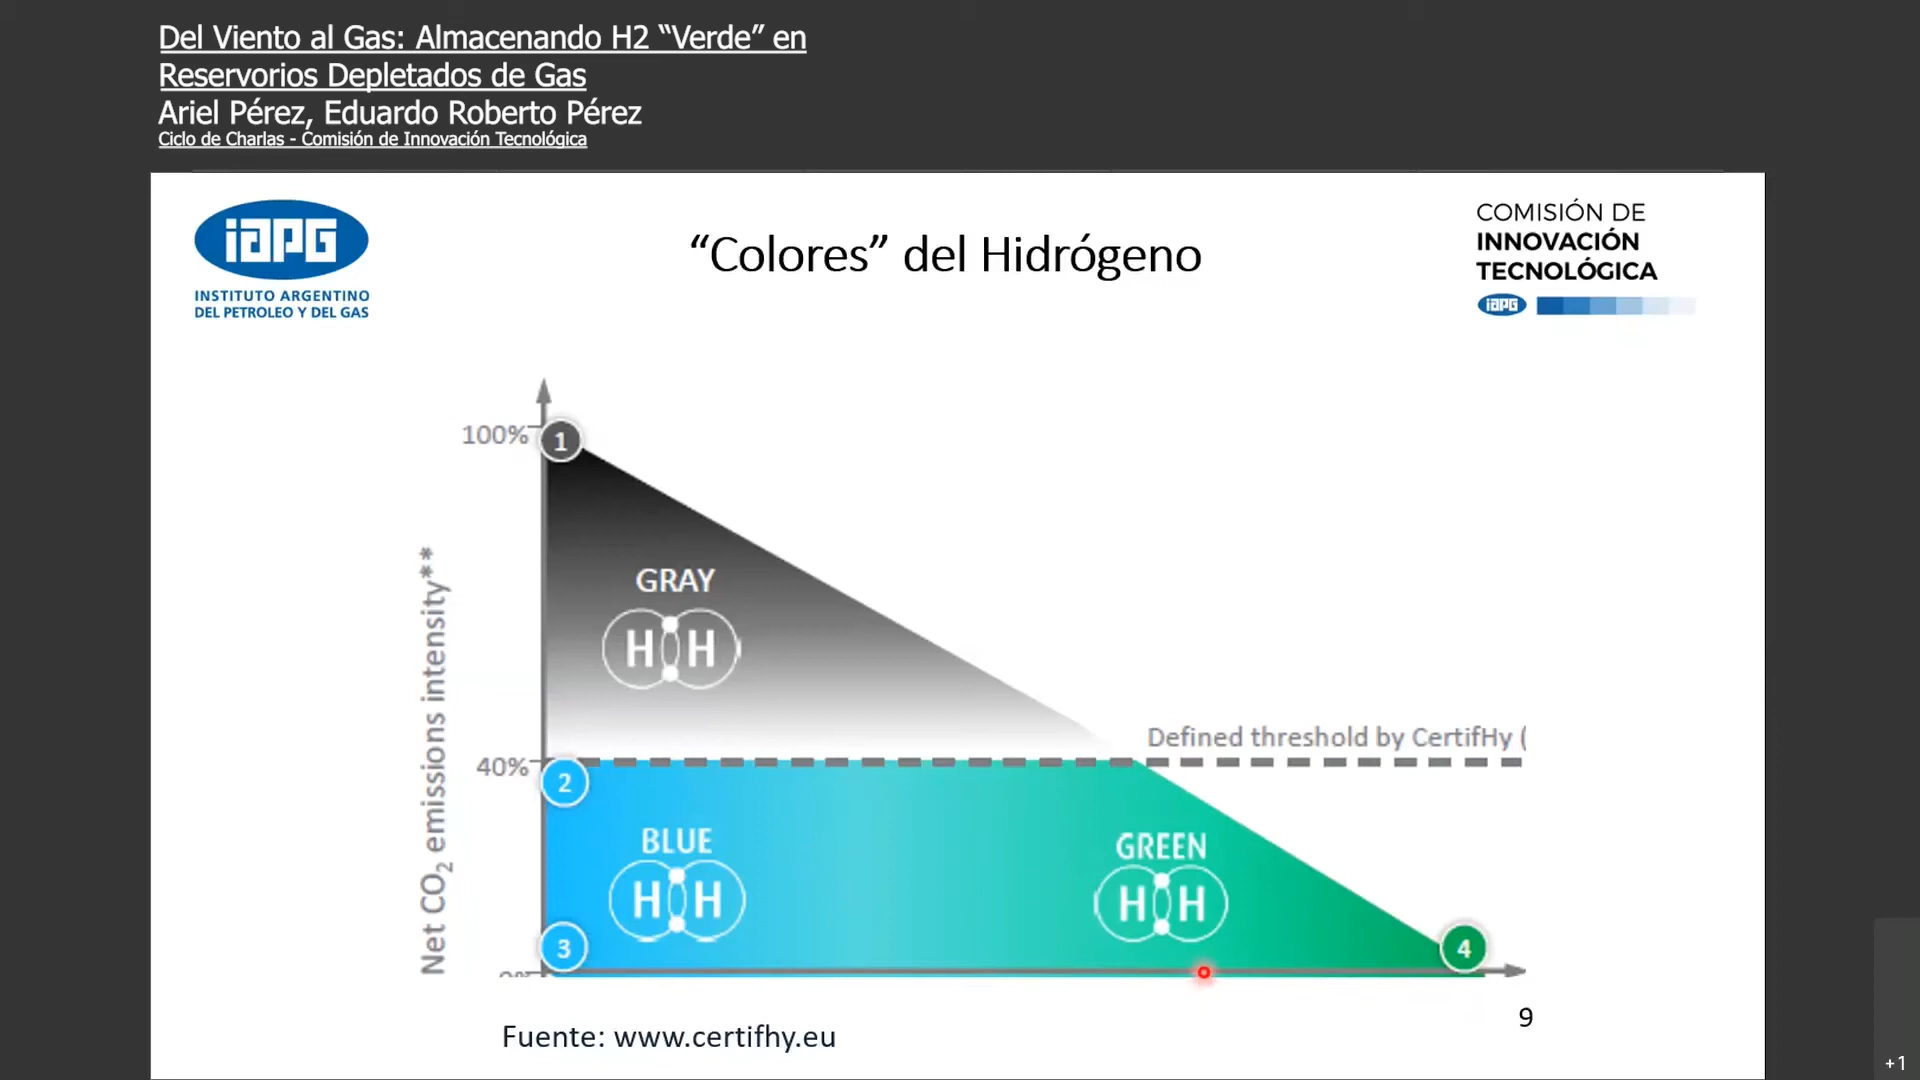 Del Viento al Gas: Almacenando H2 “Verde” en
Reservorios Depletados de Gas
Ariel Pérez, Eduardo Roberto Pérez
Ciclo de Charlas - Comisión de Innovación Tecnológica
iapg
INSTITUTO ARGENTINO
DEL PETROLEO Y DEL GAS
“Colores” del Hidrógeno
COMISIÓN DE
INNOVACIÓN
TECNOLÓGICA
iapg
100%
1
GRAY
H H
Net CO2 emissions intensity**
Defined threshold by CertifHy (
40%
2
BLUE
H H
GREEN
H H
3
4
0%
9
Fuente: www.certifhy.eu
+1